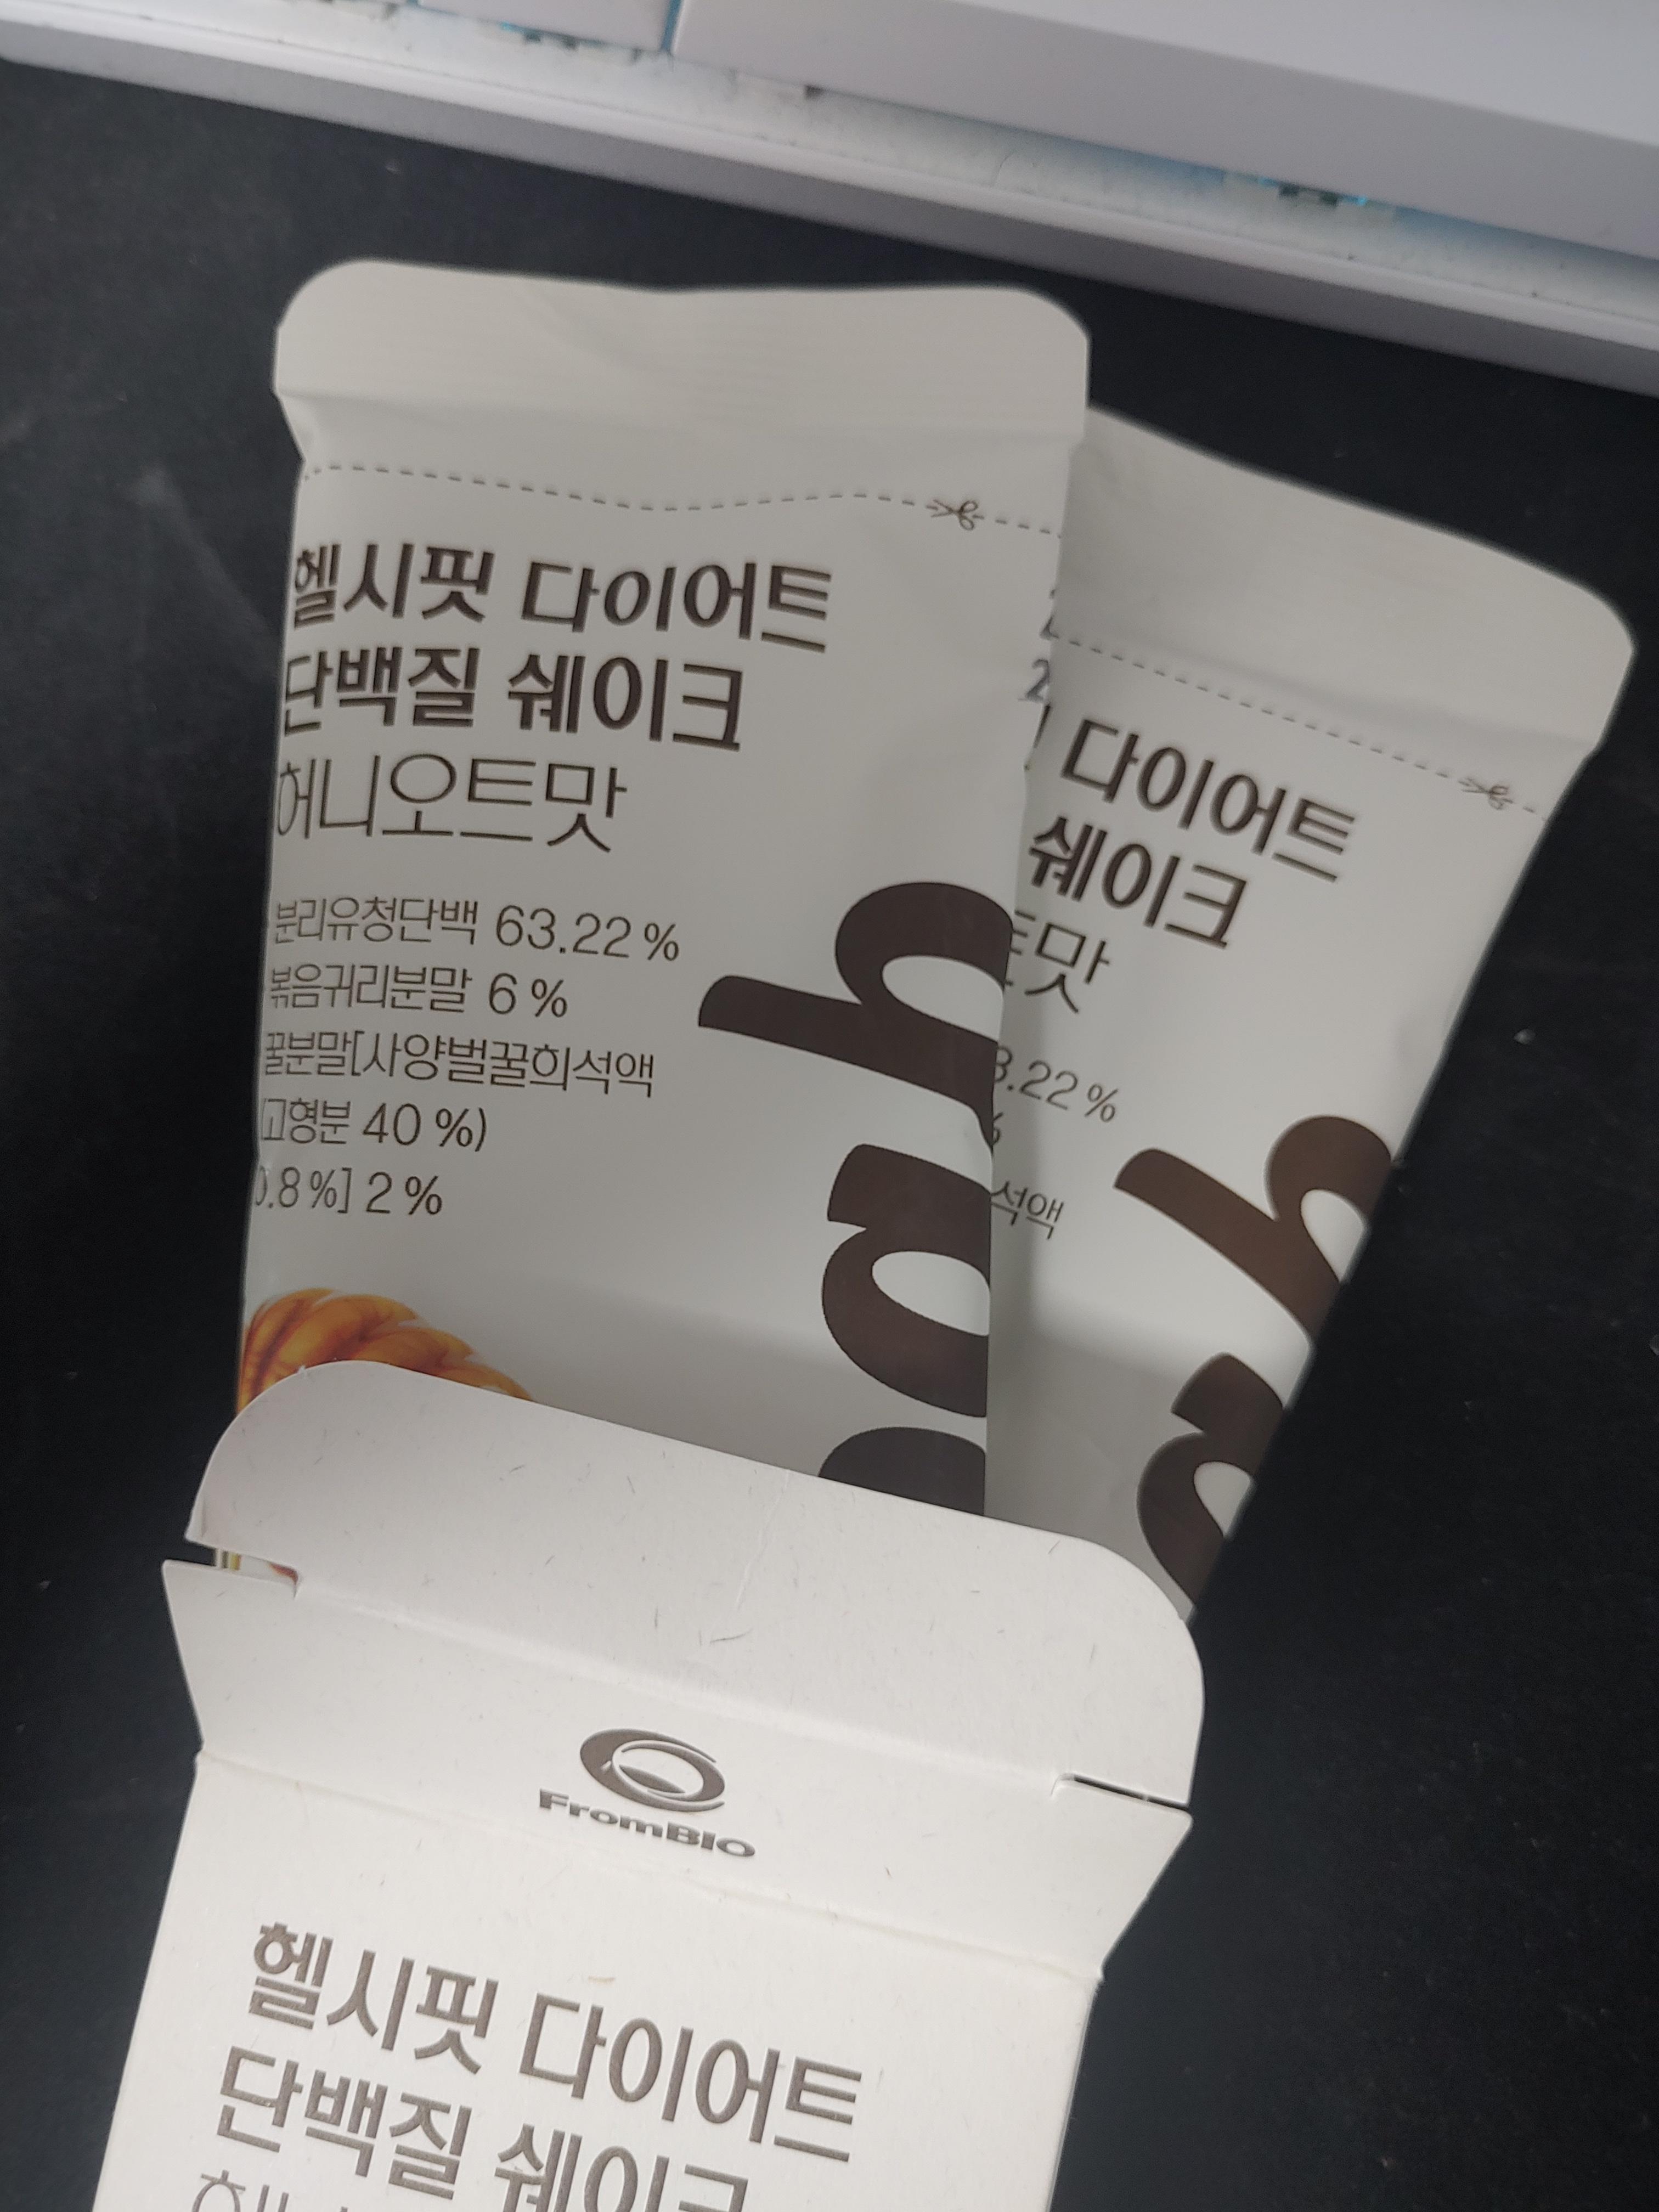 헬시핏 다이어트
단백질 쉐이크
허니오트맛
분리유청단백 63.22 %
볶음귀리분말 6 %
꿀분말[사양벌꿀희석액
(고형분 40 %)
0.8 %] 2 %
다이어트
쉐이크
트맛
3.22 %
%
석액
FromBIO
헬시핏 다이어트
단백질 쉐이크